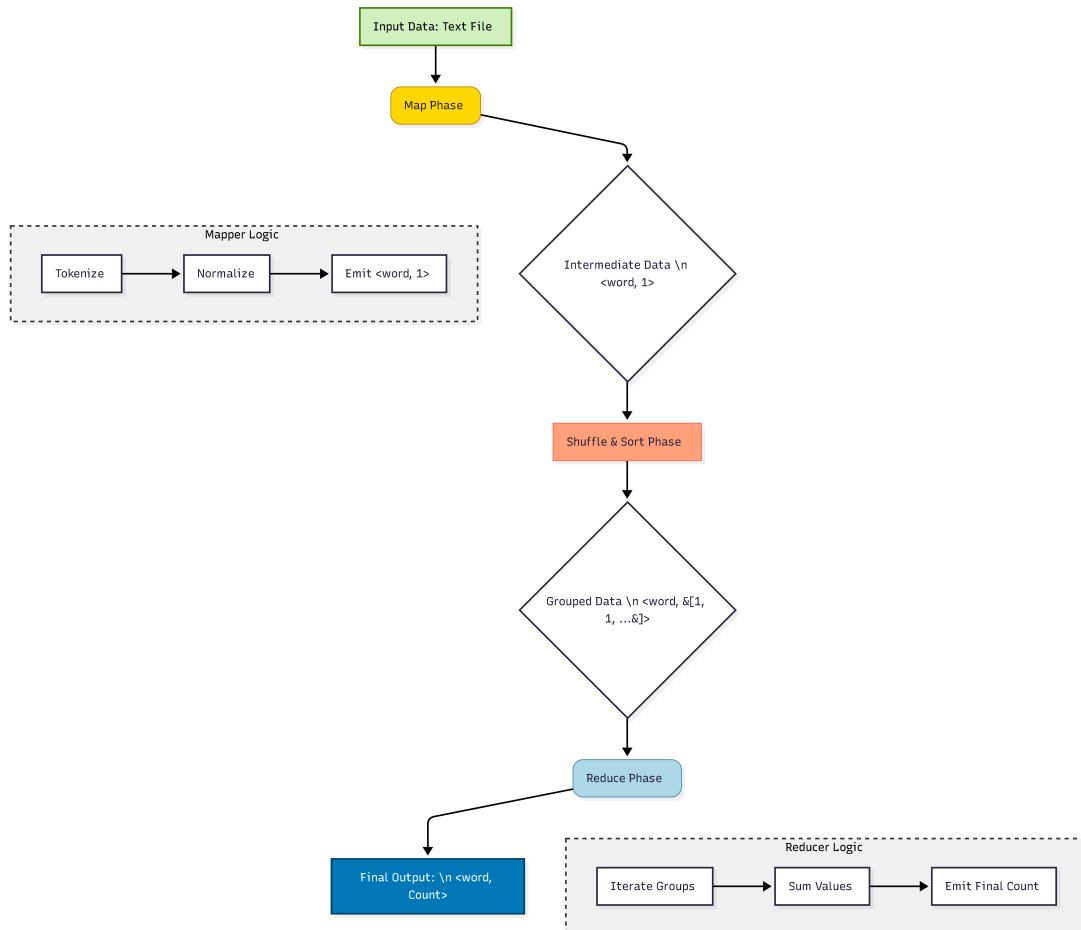 Input Data: Text File
Map Phase
Mapper Logic
Tokenize
Normalize
Emit <word, 1>
Intermediate Data \n
<word, 1>
Shuffle & Sort Phase
Grouped Data \n <word, &[1,
1, ...&]>
Reduce Phase
Final Output: \n <word,
Count>
Reducer Logic
Iterate Groups
Sum Values
Emit Final Count